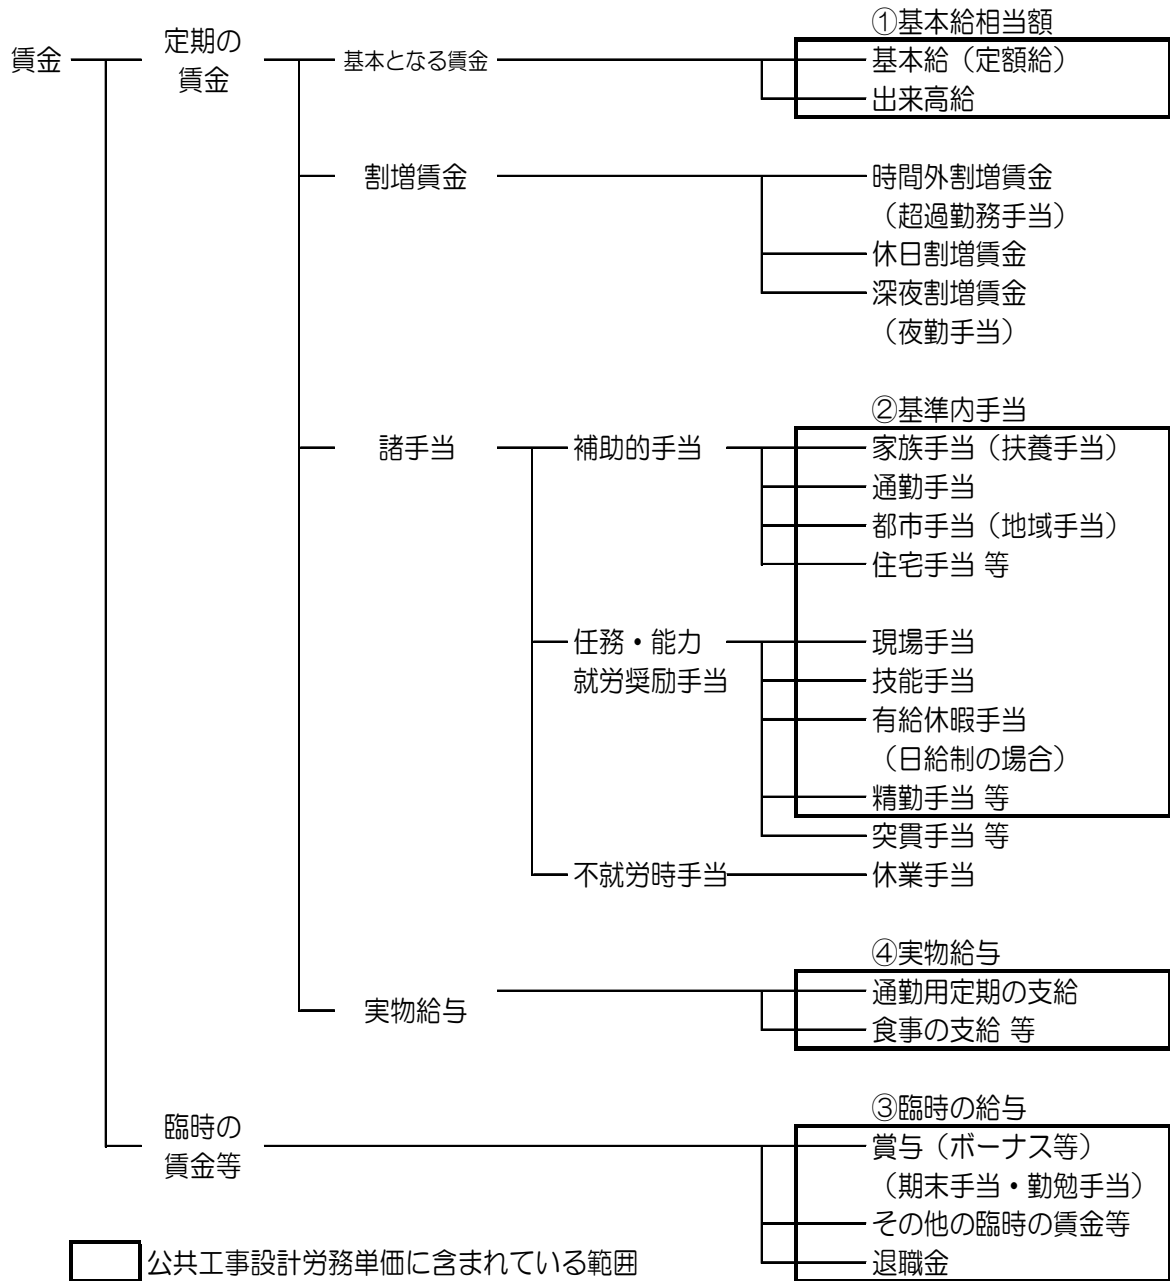 ①基本給相当額
賃金
定期の
賃金
基本となる賃金
基本給（定額給）
出来高給
割増賃金
時間外割増賃金
（超過勤務手当）
休日割増賃金
深夜割増賃金
（夜勤手当）
②基準内手当
諸手当
補助的手当
家族手当（扶養手当）
通勤手当
都市手当（地域手当）
住宅手当 等
任務・能力
就労奨励手当
現場手当
技能手当
有給休暇手当
（日給制の場合）
精勤手当 等
突貫手当 等
不就労時手当
休業手当
④実物給与
実物給与
通勤用定期の支給
食事の支給 等
③臨時の給与
臨時の
賃金等
賞与（ボーナス等）
（期末手当・勤勉手当）
その他の臨時の賃金等
退職金
公共工事設計労務単価に含まれている範囲